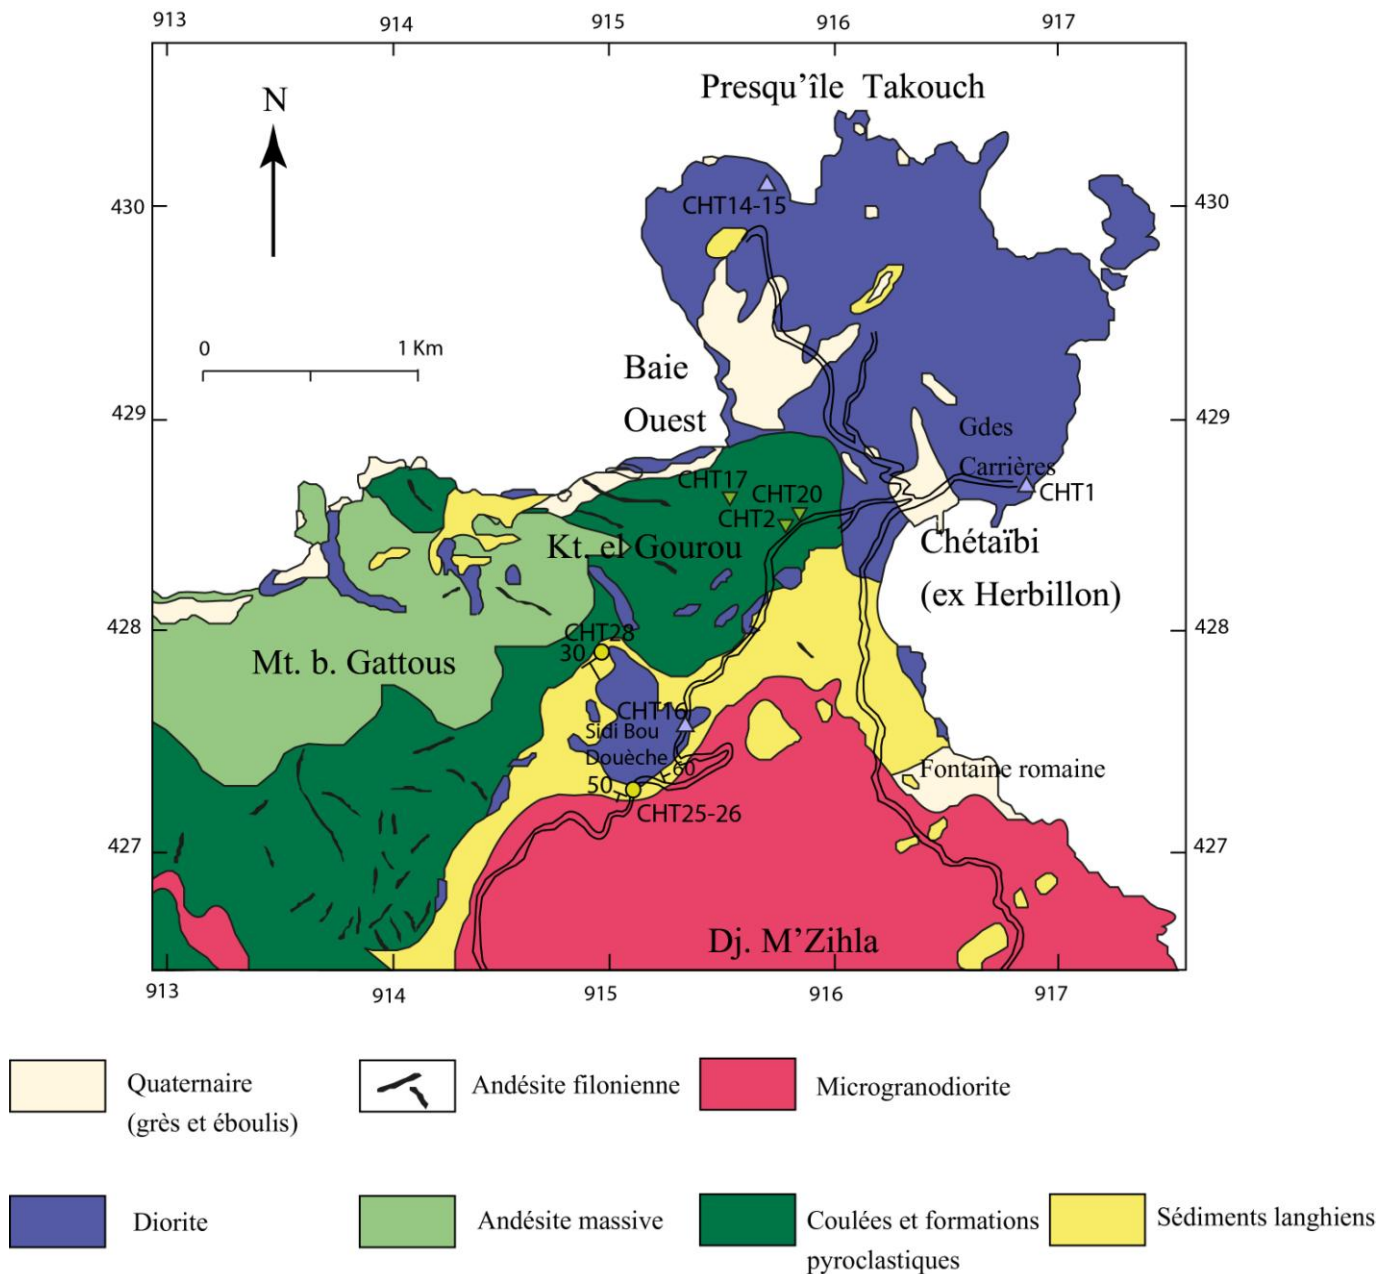 913 914 915 916 917
Presqu'île Takouch
N
430
430
CHT14-15
0 1 Km
Baie
Ouest
429
429
Gdes
Carrières
CHT17
CHT20
CHT1
CHT2
Kt. el Gourou
Chétaïbi
(ex Herbillon)
428
428
CHT28
30
Mt. b. Gattous
CHT16
Sidi Bou
Douèche
60
Fontaine romaine
50
CHT25-26
427
427
Dj. M'Zihla
913 914 915 916 917
Quaternaire
(grès et éboulis)
Andésite filonienne
Microgranodiorite
Diorite
Andésite massive
Coulées et formations
pyroclastiques
Sédiments langhiens